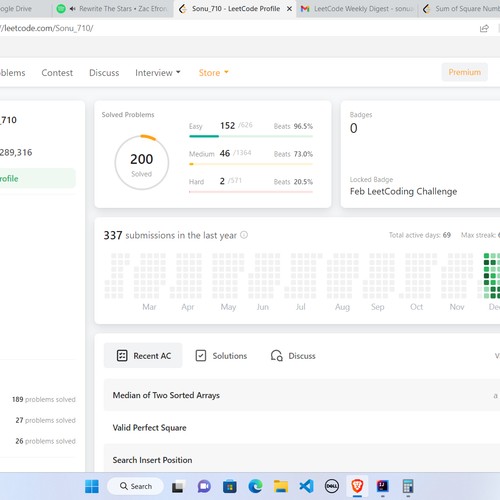 ogle Drive
Rewrite The Stars • Zac Efron
Sonu_710 - LeetCode Profile
LeetCode Weekly Digest - sonu
Sum of Square Numb
//leetcode.com/Sonu_710/
blems Contest Discuss Interview Store Premium
_710
289,316
rofile
Solved Problems
200
Solved
Easy 152 /626 Beats 96.5%
Medium 46 /1364 Beats 73.0%
Hard 2 /571 Beats 20.5%
Badges
0
Locked Badge
Feb LeetCoding Challenge
337 submissions in the last year
Total active days: 69 Max streak:
Mar Apr May Jun Jul Aug Sep Oct Nov Dec
Recent AC Solutions Discuss
Median of Two Sorted Arrays a
Valid Perfect Square
Search Insert Position
189 problems solved
27 problems solved
26 problems solved
Search
DELL